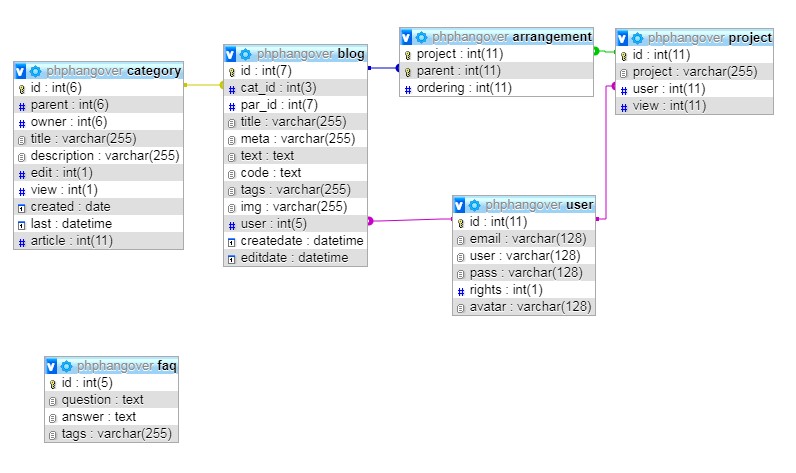 phphangover category
id : int(6)
parent : int(6)
owner : int(6)
title : varchar(255)
description : varchar(255)
edit : int(1)
view : int(1)
created : date
last : datetime
article : int(11)
phphangover blog
id : int(7)
cat_id : int(3)
par_id : int(7)
title : varchar(255)
meta : varchar(255)
text : text
code : text
tags : varchar(255)
img : varchar(255)
user : int(5)
createdate : datetime
editdate : datetime
phphangover arrangement
project : int(11)
parent : int(11)
ordering : int(11)
phphangover project
id : int(11)
project : varchar(255)
user : int(11)
view : int(11)
phphangover user
id : int(11)
email : varchar(128)
user : varchar(128)
pass : varchar(128)
rights : int(1)
avatar : varchar(128)
phphangover faq
id : int(5)
question : text
answer : text
tags : varchar(255)